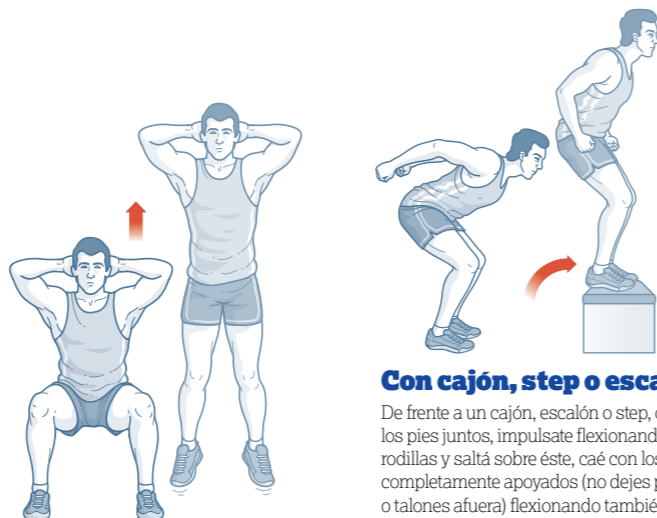 Con cajón, step o esca
De frente a un cajón, escalón o step, 
los pies juntos, impulsate flexionand
rodillas y saltá sobre éste, caé con los
completamente apoyados (no dejes p
o talones afuera) flexionando tambié